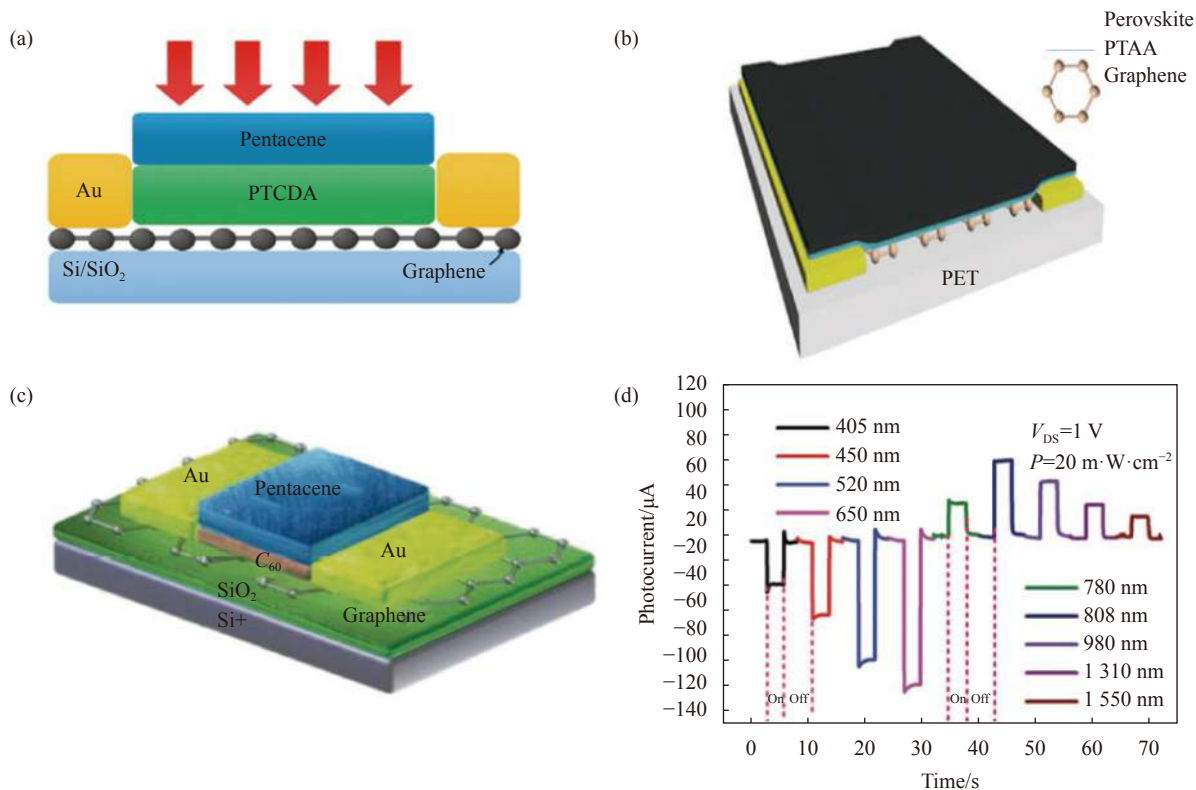 (a)
Pentacene
Au
PTCDA
Si/SiO₂
Graphene
(b)
Perovskite
PTAA
Graphene
PET
(c)
Au
Pentacene
Au
C₆₀
SiO₂
Graphene
Si+
(d)
120
100
80
60
40
20
0
−20
−40
−60
−80
−100
−120
−140
Photocurrent/μA
405 nm
450 nm
520 nm
650 nm
V_DS=1 V
P=20 m·W·cm⁻²
780 nm
808 nm
980 nm
1 310 nm
1 550 nm
On Off
On Off
0 10 20 30 40 50 60 70
Time/s